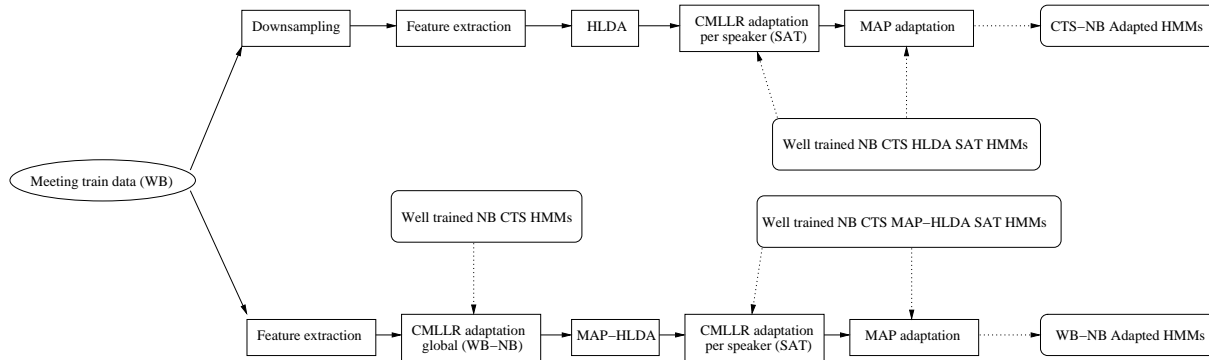 Downsampling
Feature extraction
HLDA
CMLLR adaptation
per speaker (SAT)
MAP adaptation
CTS−NB Adapted HMMs
Well trained NB CTS HLDA SAT HMMs
Meeting train data (WB)
Well trained NB CTS HMMs
Well trained NB CTS MAP−HLDA SAT HMMs
Feature extraction
CMLLR adaptation
global (WB−NB)
MAP−HLDA
CMLLR adaptation
per speaker (SAT)
MAP adaptation
WB−NB Adapted HMMs